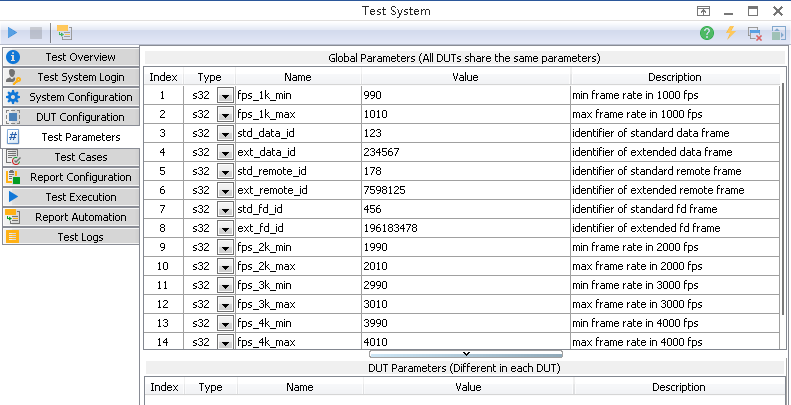 Test System
Test Overview
Test System Login
System Configuration
DUT Configuration
# Test Parameters
Test Cases
Report Configuration
Test Execution
Report Automation
Test Logs
Global Parameters (All DUTs share the same parameters)
Index Type Name Value Description
1 s32 fps_1k_min 990 min frame rate in 1000 fps
2 s32 fps_1k_max 1010 max frame rate in 1000 fps
3 s32 std_data_id 123 identifier of standard data frame
4 s32 ext_data_id 234567 identifier of extended data frame
5 s32 std_remote_id 178 identifier of standard remote frame
6 s32 ext_remote_id 7598125 identifier of extended remote frame
7 s32 std_fd_id 456 identifier of standard fd frame
8 s32 ext_fd_id 196183478 identifier of extended fd frame
9 s32 fps_2k_min 1990 min frame rate in 2000 fps
10 s32 fps_2k_max 2010 max frame rate in 2000 fps
11 s32 fps_3k_min 2990 min frame rate in 3000 fps
12 s32 fps_3k_max 3010 max frame rate in 3000 fps
13 s32 fps_4k_min 3990 min frame rate in 4000 fps
14 s32 fps_4k_max 4010 max frame rate in 4000 fps
DUT Parameters (Different in each DUT)
Index Type Name Value Description